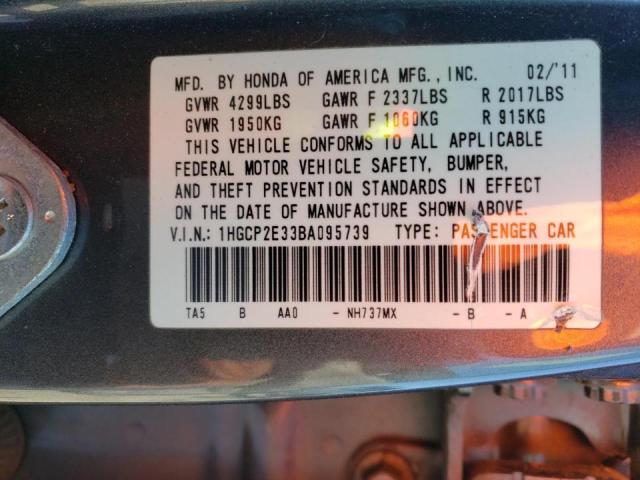 MFD. BY HONDA OF AMERICA MFG., INC. 02/'11
GVWR 4299LBS GAWR F 2337LBS R 2017LBS
GVWR 1950KG GAWR F 1060KG R 915KG
THIS VEHICLE CONFORMS TO ALL APPLICABLE
FEDERAL MOTOR VEHICLE SAFETY, BUMPER,
AND THEFT PREVENTION STANDARDS IN EFFECT
ON THE DATE OF MANUFACTURE SHOWN ABOVE.
V.I.N.: 1HGCP2E33BA095739 TYPE: PASSENGER CAR
TA5 B AA0 -NH737MX -B -A